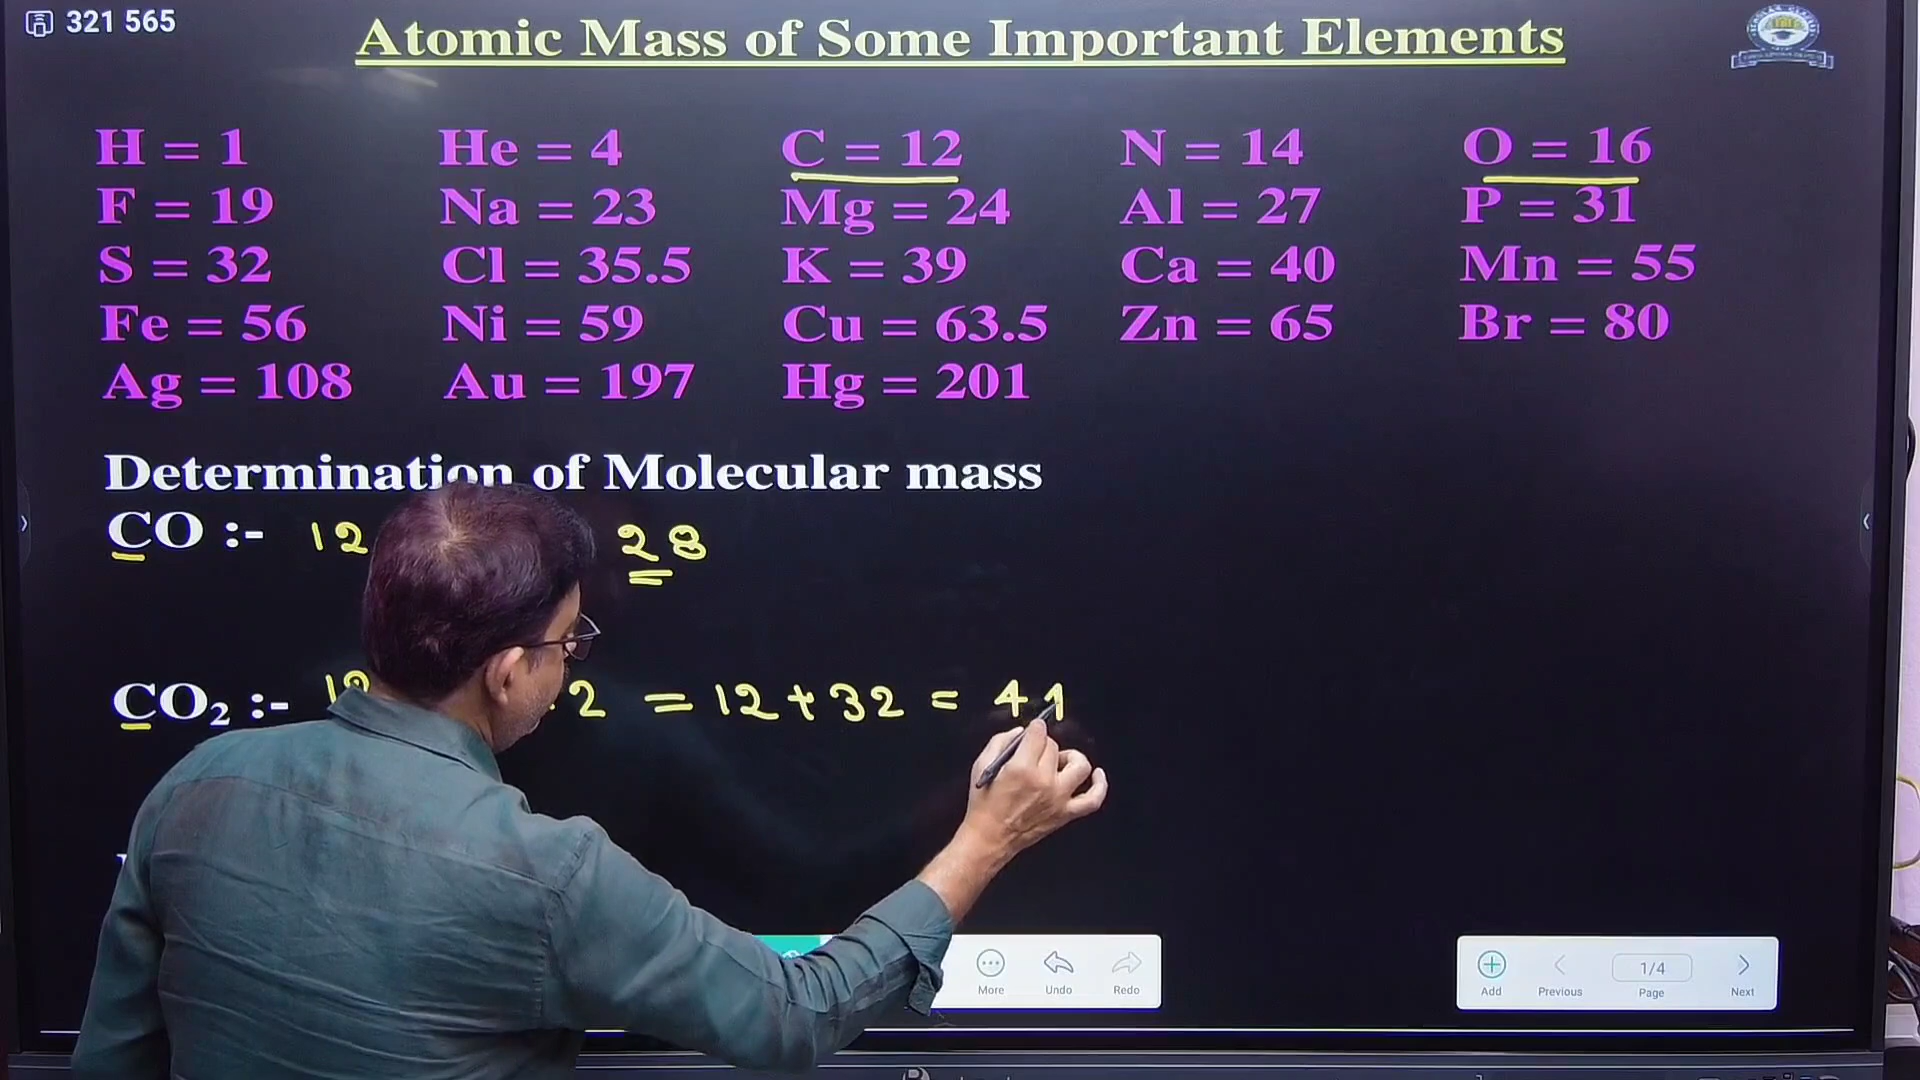 321 565
Atomic Mass of Some Important Elements
H = 1 He = 4 C = 12 N = 14 O = 16
F = 19 Na = 23 Mg = 24 Al = 27 P = 31
S = 32 Cl = 35.5 K = 39 Ca = 40 Mn = 55
Fe = 56 Ni = 59 Cu = 63.5 Zn = 65 Br = 80
Ag = 108 Au = 197 Hg = 201
Determination of Molecular mass
CO :- 12 28
CO₂ :- 12 2 = 12 + 32 = 4
More Undo Redo
Add Previous 1/4 Page Next